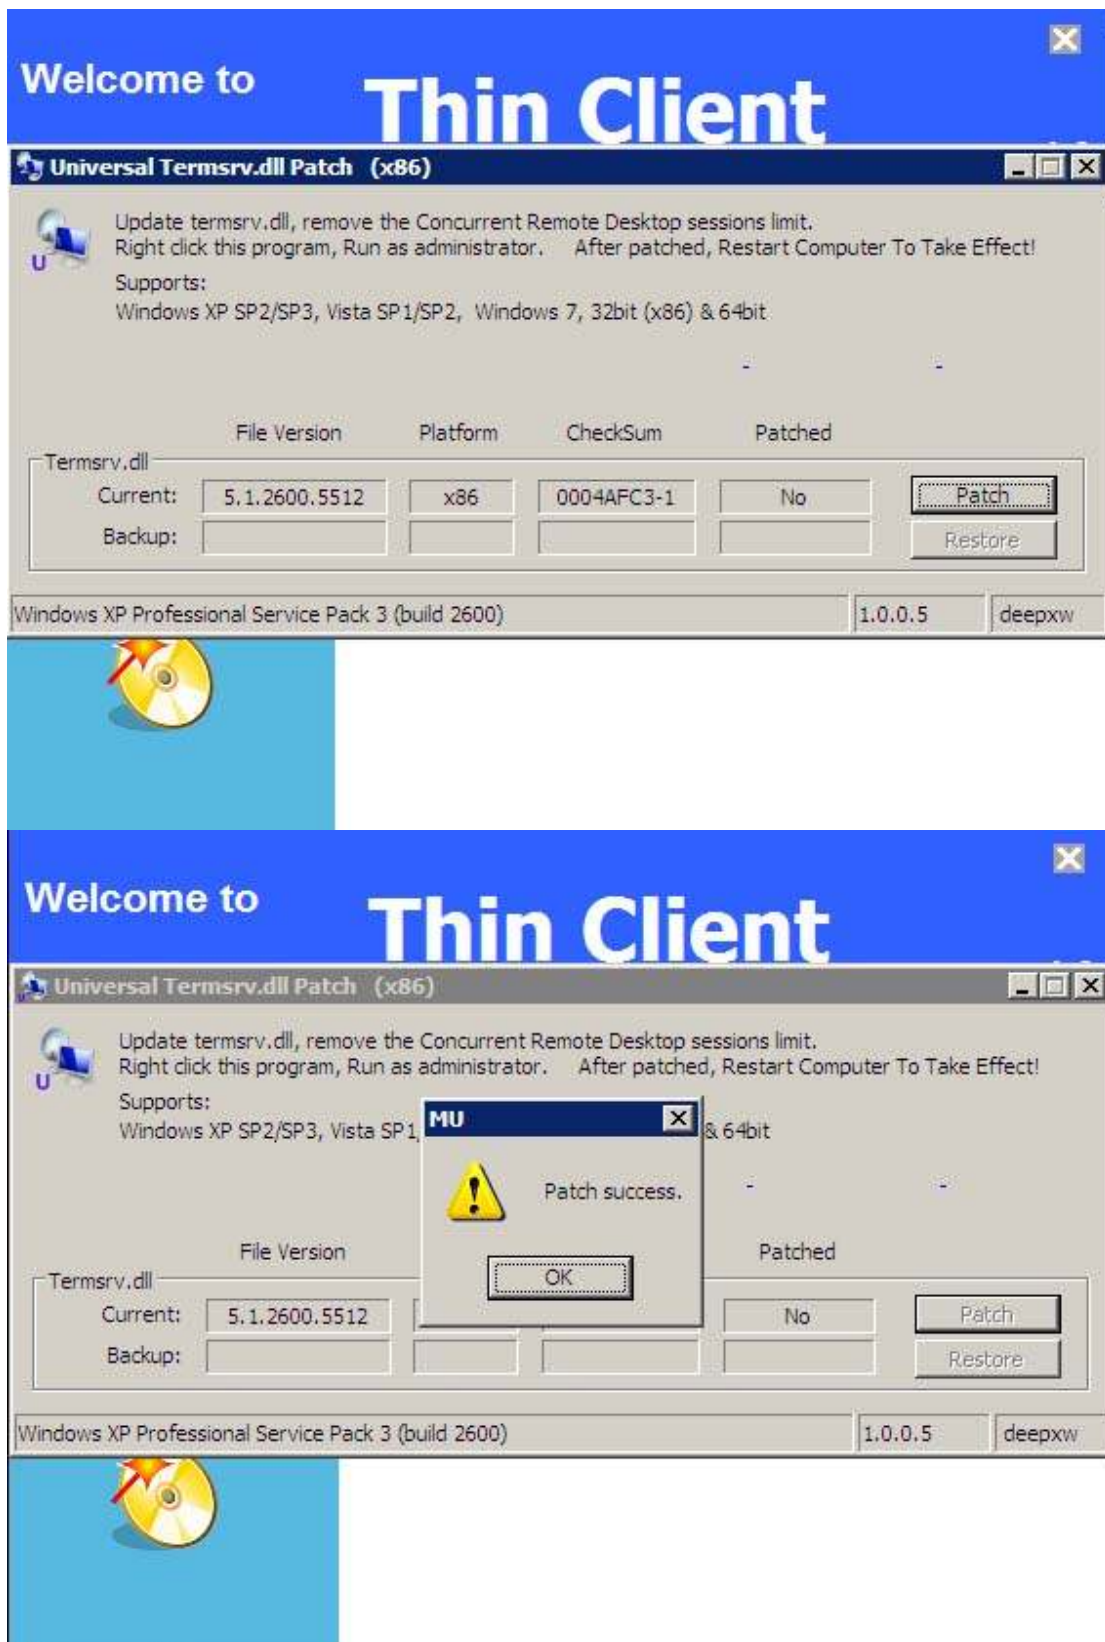 Welcome to
Thin Client
Universal Termsrv.dll Patch (x86)
Update termsrv.dll, remove the Concurrent Remote Desktop sessions limit.
Right click this program, Run as administrator. After patched, Restart Computer To Take Effect!
U
Supports:
Windows XP SP2/SP3, Vista SP1/SP2, Windows 7, 32bit (x86) & 64bit
- -
File Version Platform CheckSum Patched
Termsrv.dll
Current: 5.1.2600.5512 x86 0004AFC3-1 No Patch
Backup: Restore
Windows XP Professional Service Pack 3 (build 2600) 1.0.0.5 deepxw
Welcome to
Thin Client
Universal Termsrv.dll Patch (x86)
Update termsrv.dll, remove the Concurrent Remote Desktop sessions limit.
Right click this program, Run as administrator. After patched, Restart Computer To Take Effect!
U
Supports:
Windows XP SP2/SP3, Vista SP1 & 64bit
MU
Patch success.
- -
OK
File Version Patched
Termsrv.dll
Current: 5.1.2600.5512 No Patch
Backup: Restore
Windows XP Professional Service Pack 3 (build 2600) 1.0.0.5 deepxw